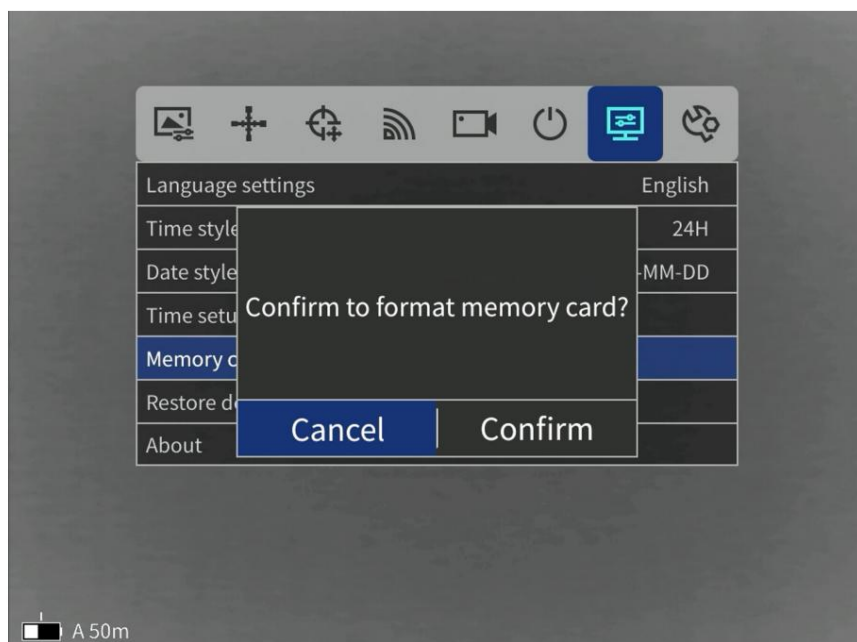 Language settings English
Time style 24H
Date style -MM-DD
Time setu
Confirm to format memory card?
Memory c
Restore d
Cancel Confirm
About
A 50m